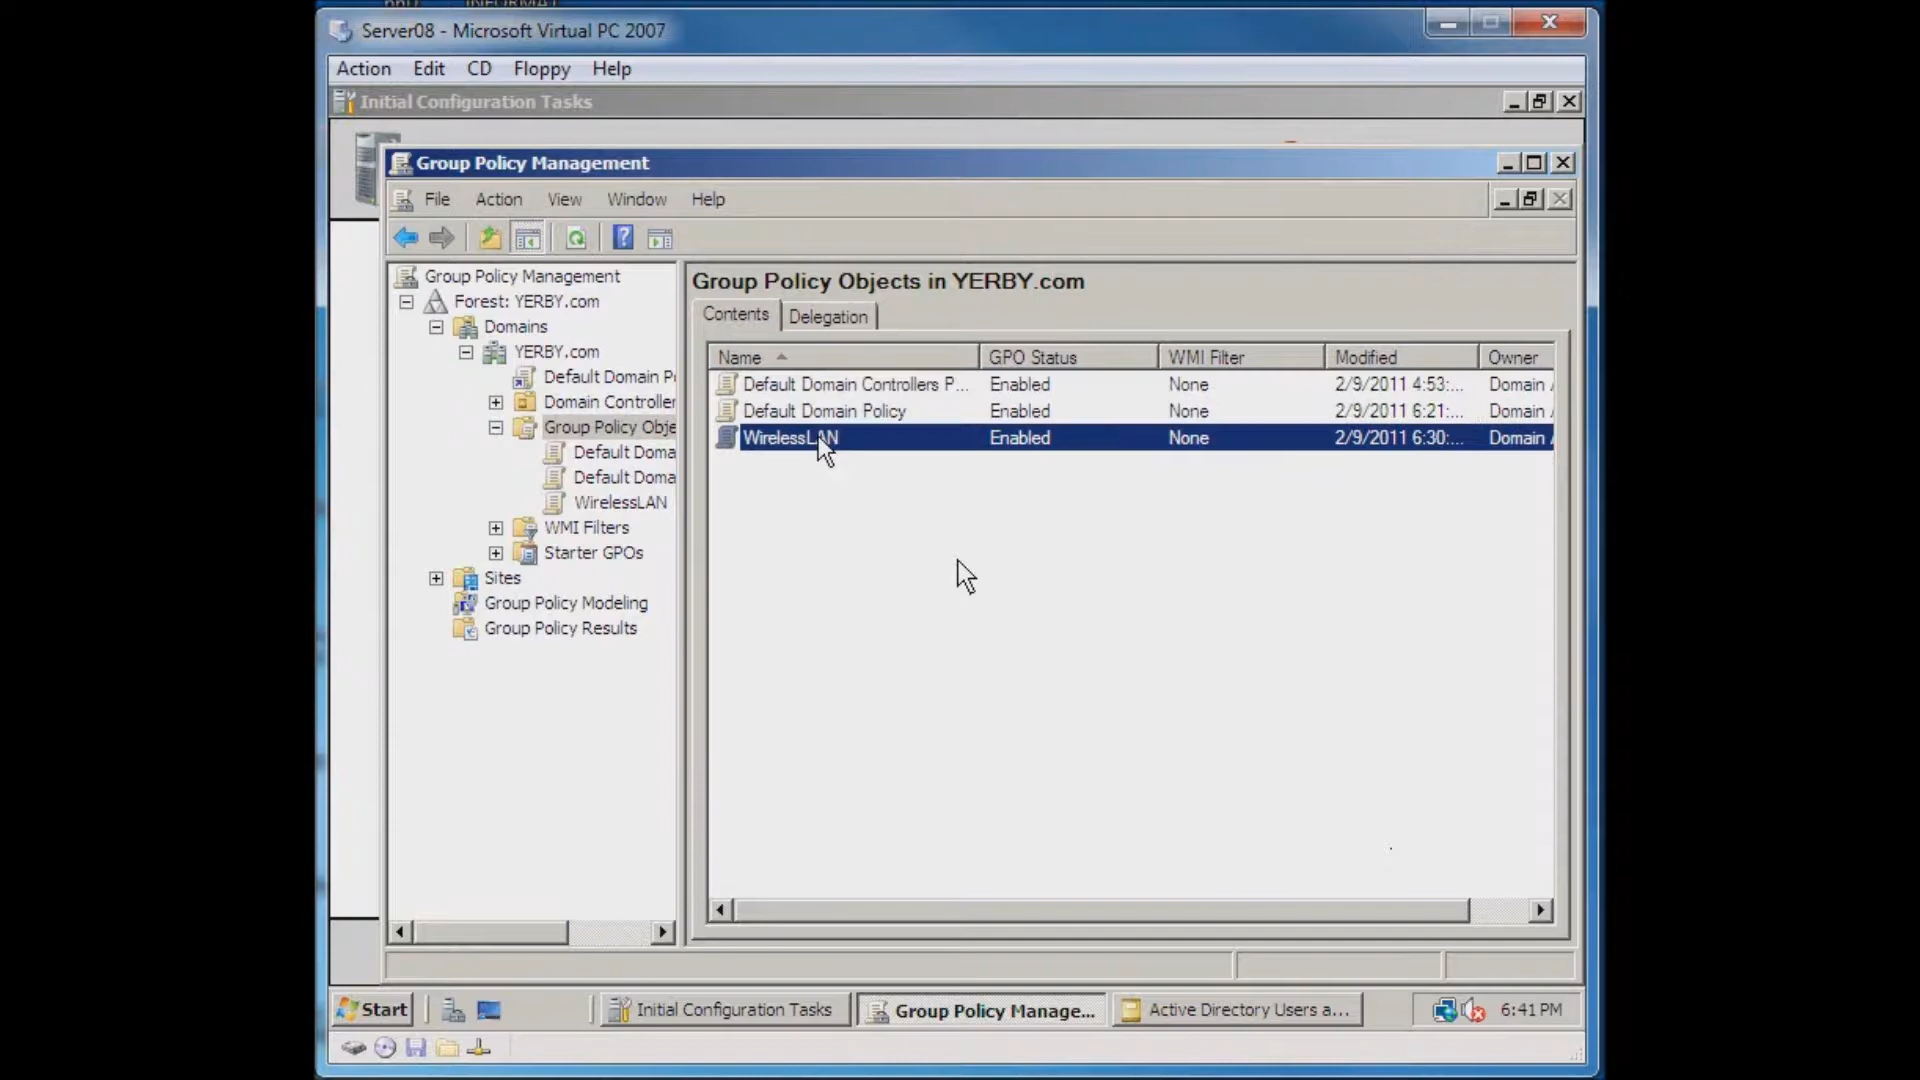 Server08 - Microsoft Virtual PC 2007
Action Edit CD Floppy Help
Initial Configuration Tasks
Group Policy Management
File Action View Window Help
Group Policy Management
Forest: YERBY.com
Domains
YERBY.com
Default Domain P
Domain Controller
Group Policy Obje
Default Doma
Default Doma
WirelessLAN
WMI Filters
Starter GPOs
Sites
Group Policy Modeling
Group Policy Results
Group Policy Objects in YERBY.com
Contents Delegation
Name GPO Status WMI Filter Modified Owner
Default Domain Controllers P... Enabled None 2/9/2011 4:53:... Domain
Default Domain Policy Enabled None 2/9/2011 6:21:... Domain
WirelessLAN Enabled None 2/9/2011 6:30:... Domain
Start Initial Configuration Tasks Group Policy Manage... Active Directory Users a... 6:41 PM